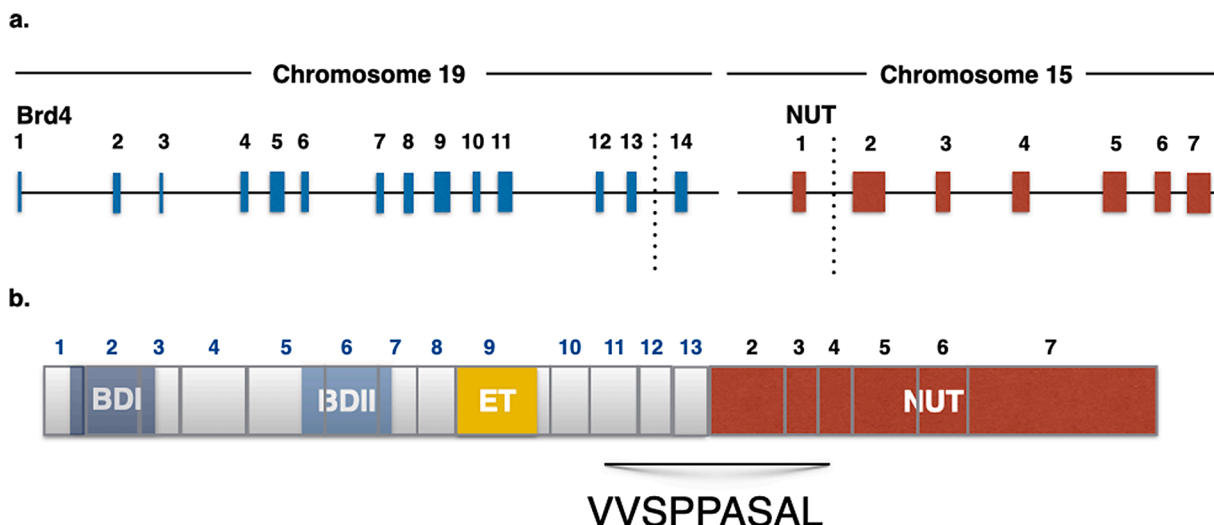 a.
Chromosome 19 Chromosome 15
Brd4 NUT
1 2 3 4 5 6 7 8 9 10 11 12 13 14 1 2 3 4 5 6 7
b.
1 2 3 4 5 6 7 8 9 10 11 12 13 2 3 4 5 6 7
BDI BDII ET NUT
VVSPPASAL